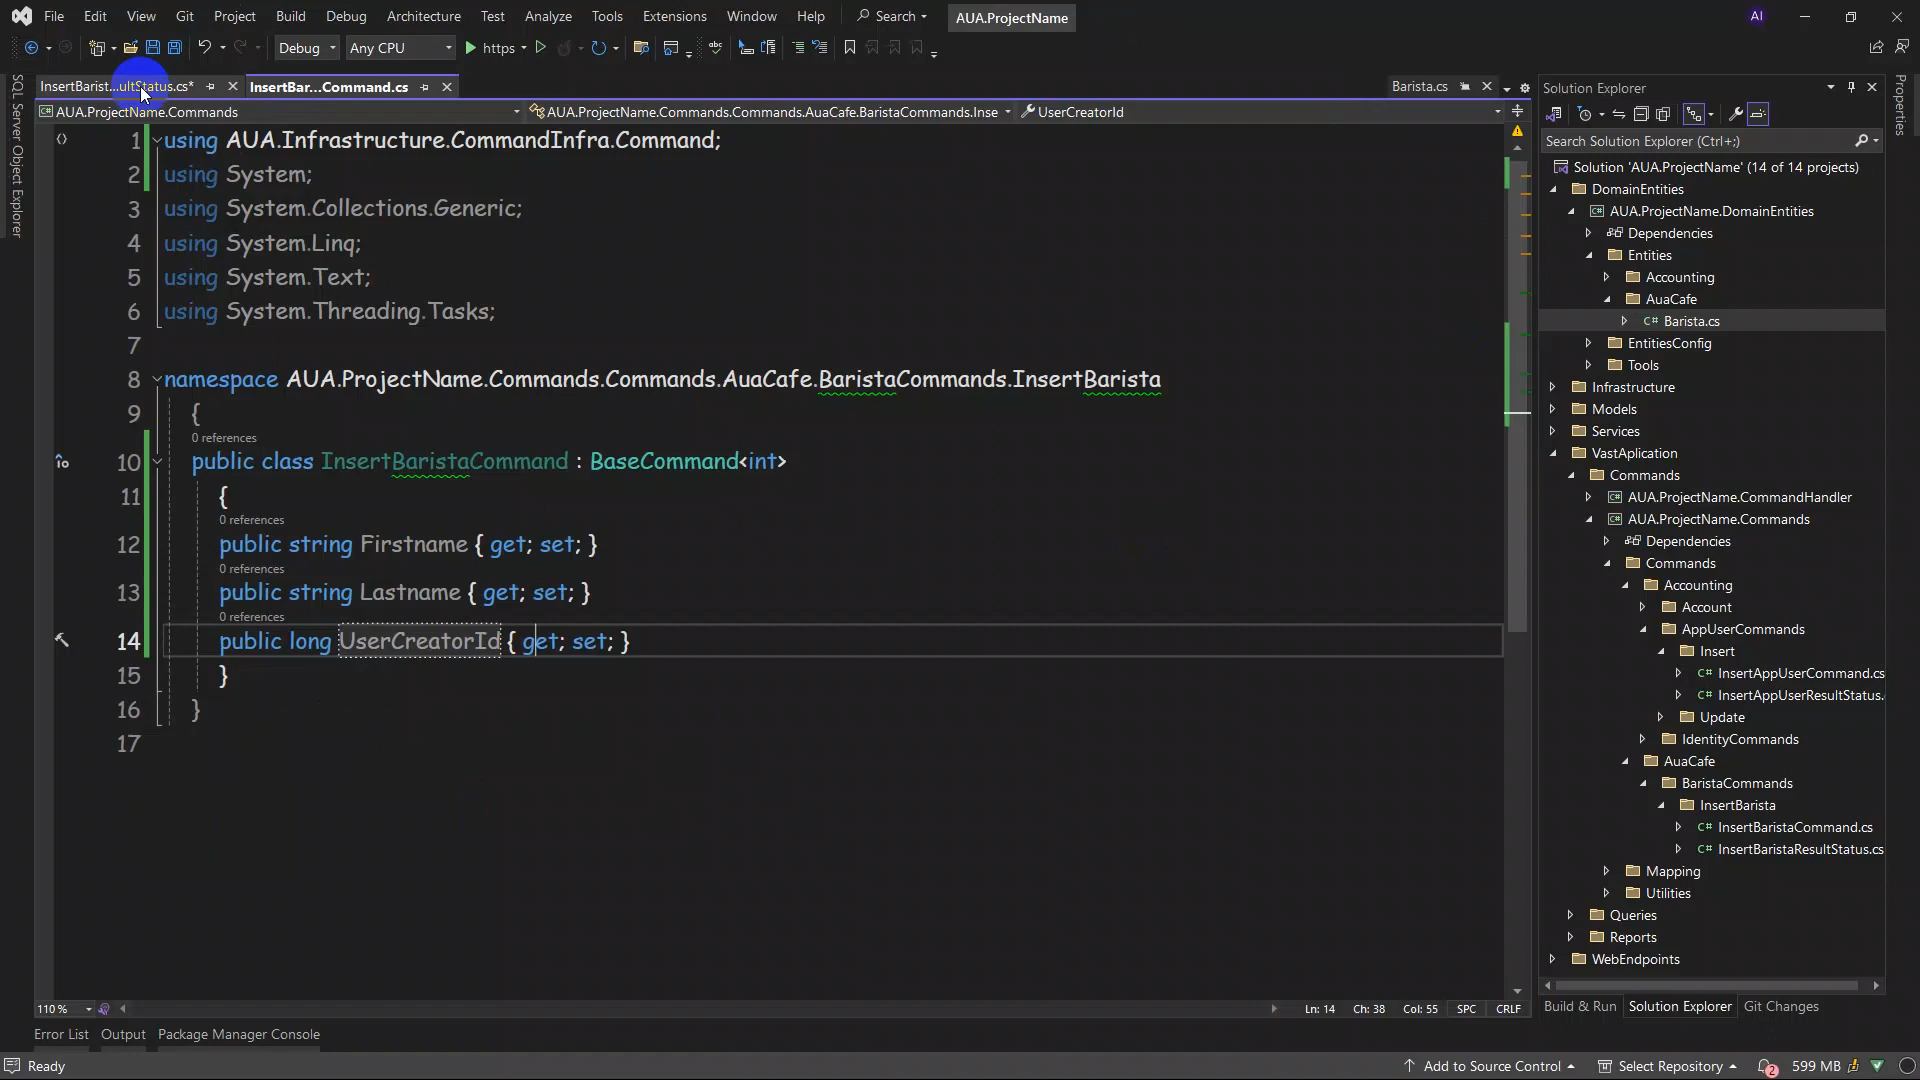 File Edit View Git Project Build Debug Architecture Test Analyze Tools Extensions Window Help Search AUA.ProjectName AI
Debug Any CPU https
InsertBarist...ultStatus.cs* InsertBar...Command.cs Barista.cs
AUA.ProjectName.Commands AUA.ProjectName.Commands.Commands.AuaCafe.BaristaCommands.Inse UserCreatorId
SQL Server Object Explorer
1 using AUA.Infrastructure.CommandInfra.Command;
2 using System;
3 using System.Collections.Generic;
4 using System.Linq;
5 using System.Text;
6 using System.Threading.Tasks;
7
8 namespace AUA.ProjectName.Commands.Commands.AuaCafe.BaristaCommands.InsertBarista
9 {
0 references
10 public class InsertBaristaCommand : BaseCommand<int>
11 {
0 references
12 public string Firstname { get; set; }
0 references
13 public string Lastname { get; set; }
0 references
14 public long UserCreatorId { get; set; }
15 }
16 }
17
110 % Ln: 14 Ch: 38 Col: 55 SPC CRLF
Error List Output Package Manager Console
Solution Explorer
Search Solution Explorer (Ctrl+;)
Solution 'AUA.ProjectName' (14 of 14 projects)
DomainEntities
C# AUA.ProjectName.DomainEntities
Dependencies
Entities
Accounting
AuaCafe
C# Barista.cs
EntitiesConfig
Tools
Infrastructure
Models
Services
VastAplication
Commands
C# AUA.ProjectName.CommandHandler
C# AUA.ProjectName.Commands
Dependencies
Commands
Accounting
Account
AppUserCommands
Insert
C# InsertAppUserCommand.cs
C# InsertAppUserResultStatus.
Update
IdentityCommands
AuaCafe
BaristaCommands
InsertBarista
C# InsertBaristaCommand.cs
C# InsertBaristaResultStatus.cs
Mapping
Utilities
Queries
Reports
WebEndpoints
Build & Run Solution Explorer Git Changes
Properties
Ready Add to Source Control Select Repository 2 599 MB